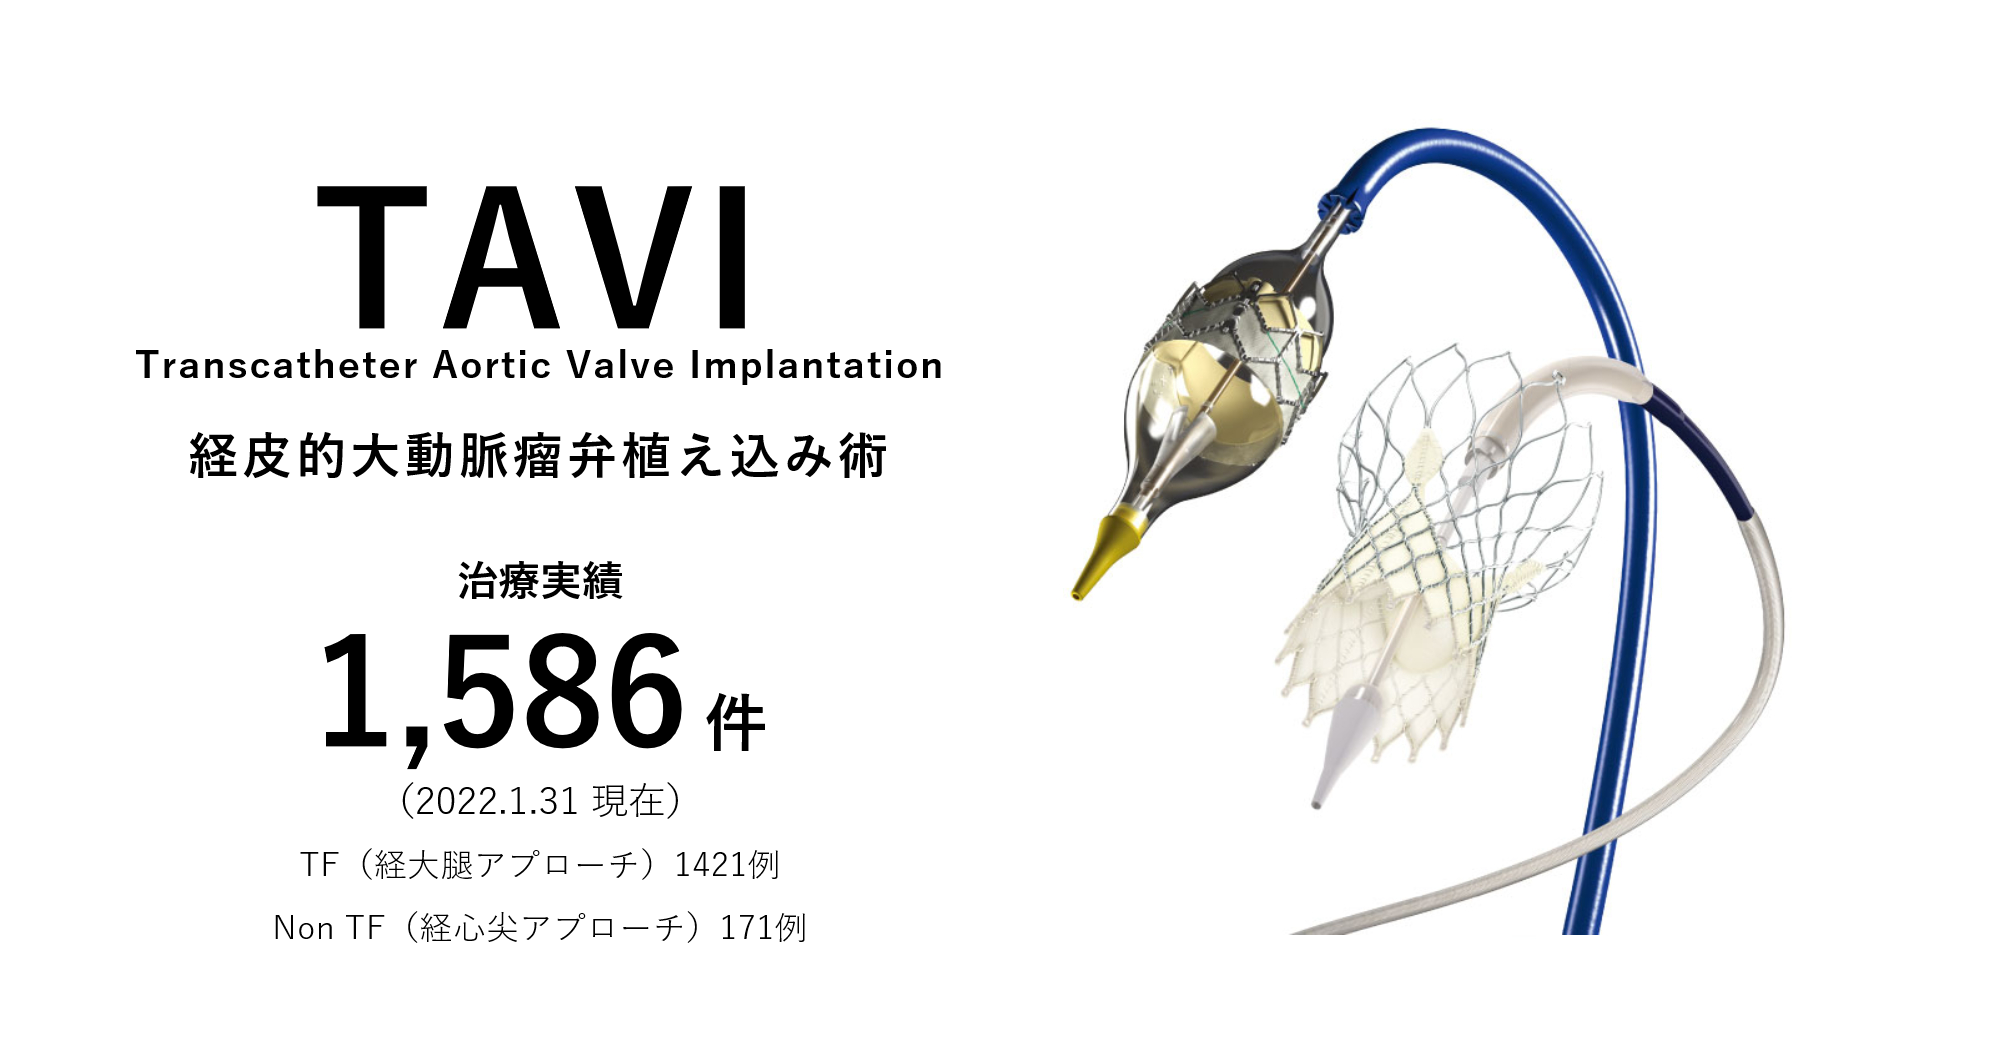 TAVI
Transcatheter Aortic Valve Implantation
経皮的大動脈瘤弁植え込み術
治療実績
1,586 件
（2022.1.31 現在）
TF（経大腿アプローチ）1421例
Non TF（経心尖アプローチ）171例